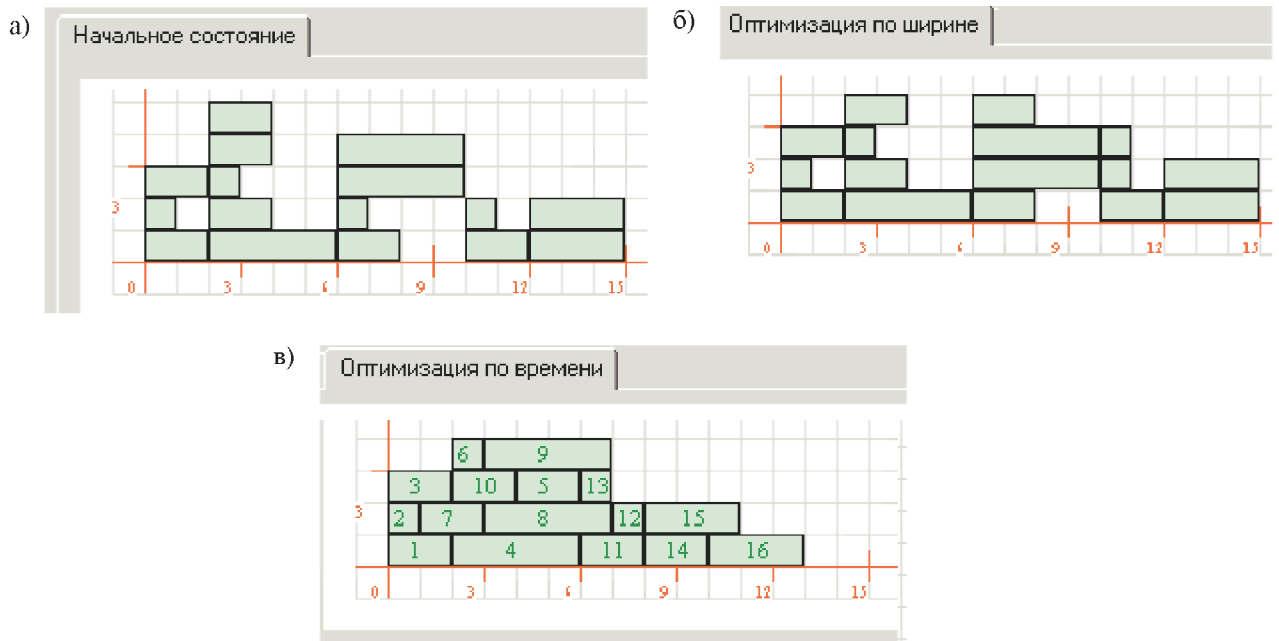 а)
Начальное состояние
3
0 3 6 9 12 15
б)
Оптимизация по ширине
3
0 3 6 9 12 15
в)
Оптимизация по времени
6 9
3 10 5 13
3
2 7 8 12 15
1 4 11 14 16
0 3 6 9 12 15